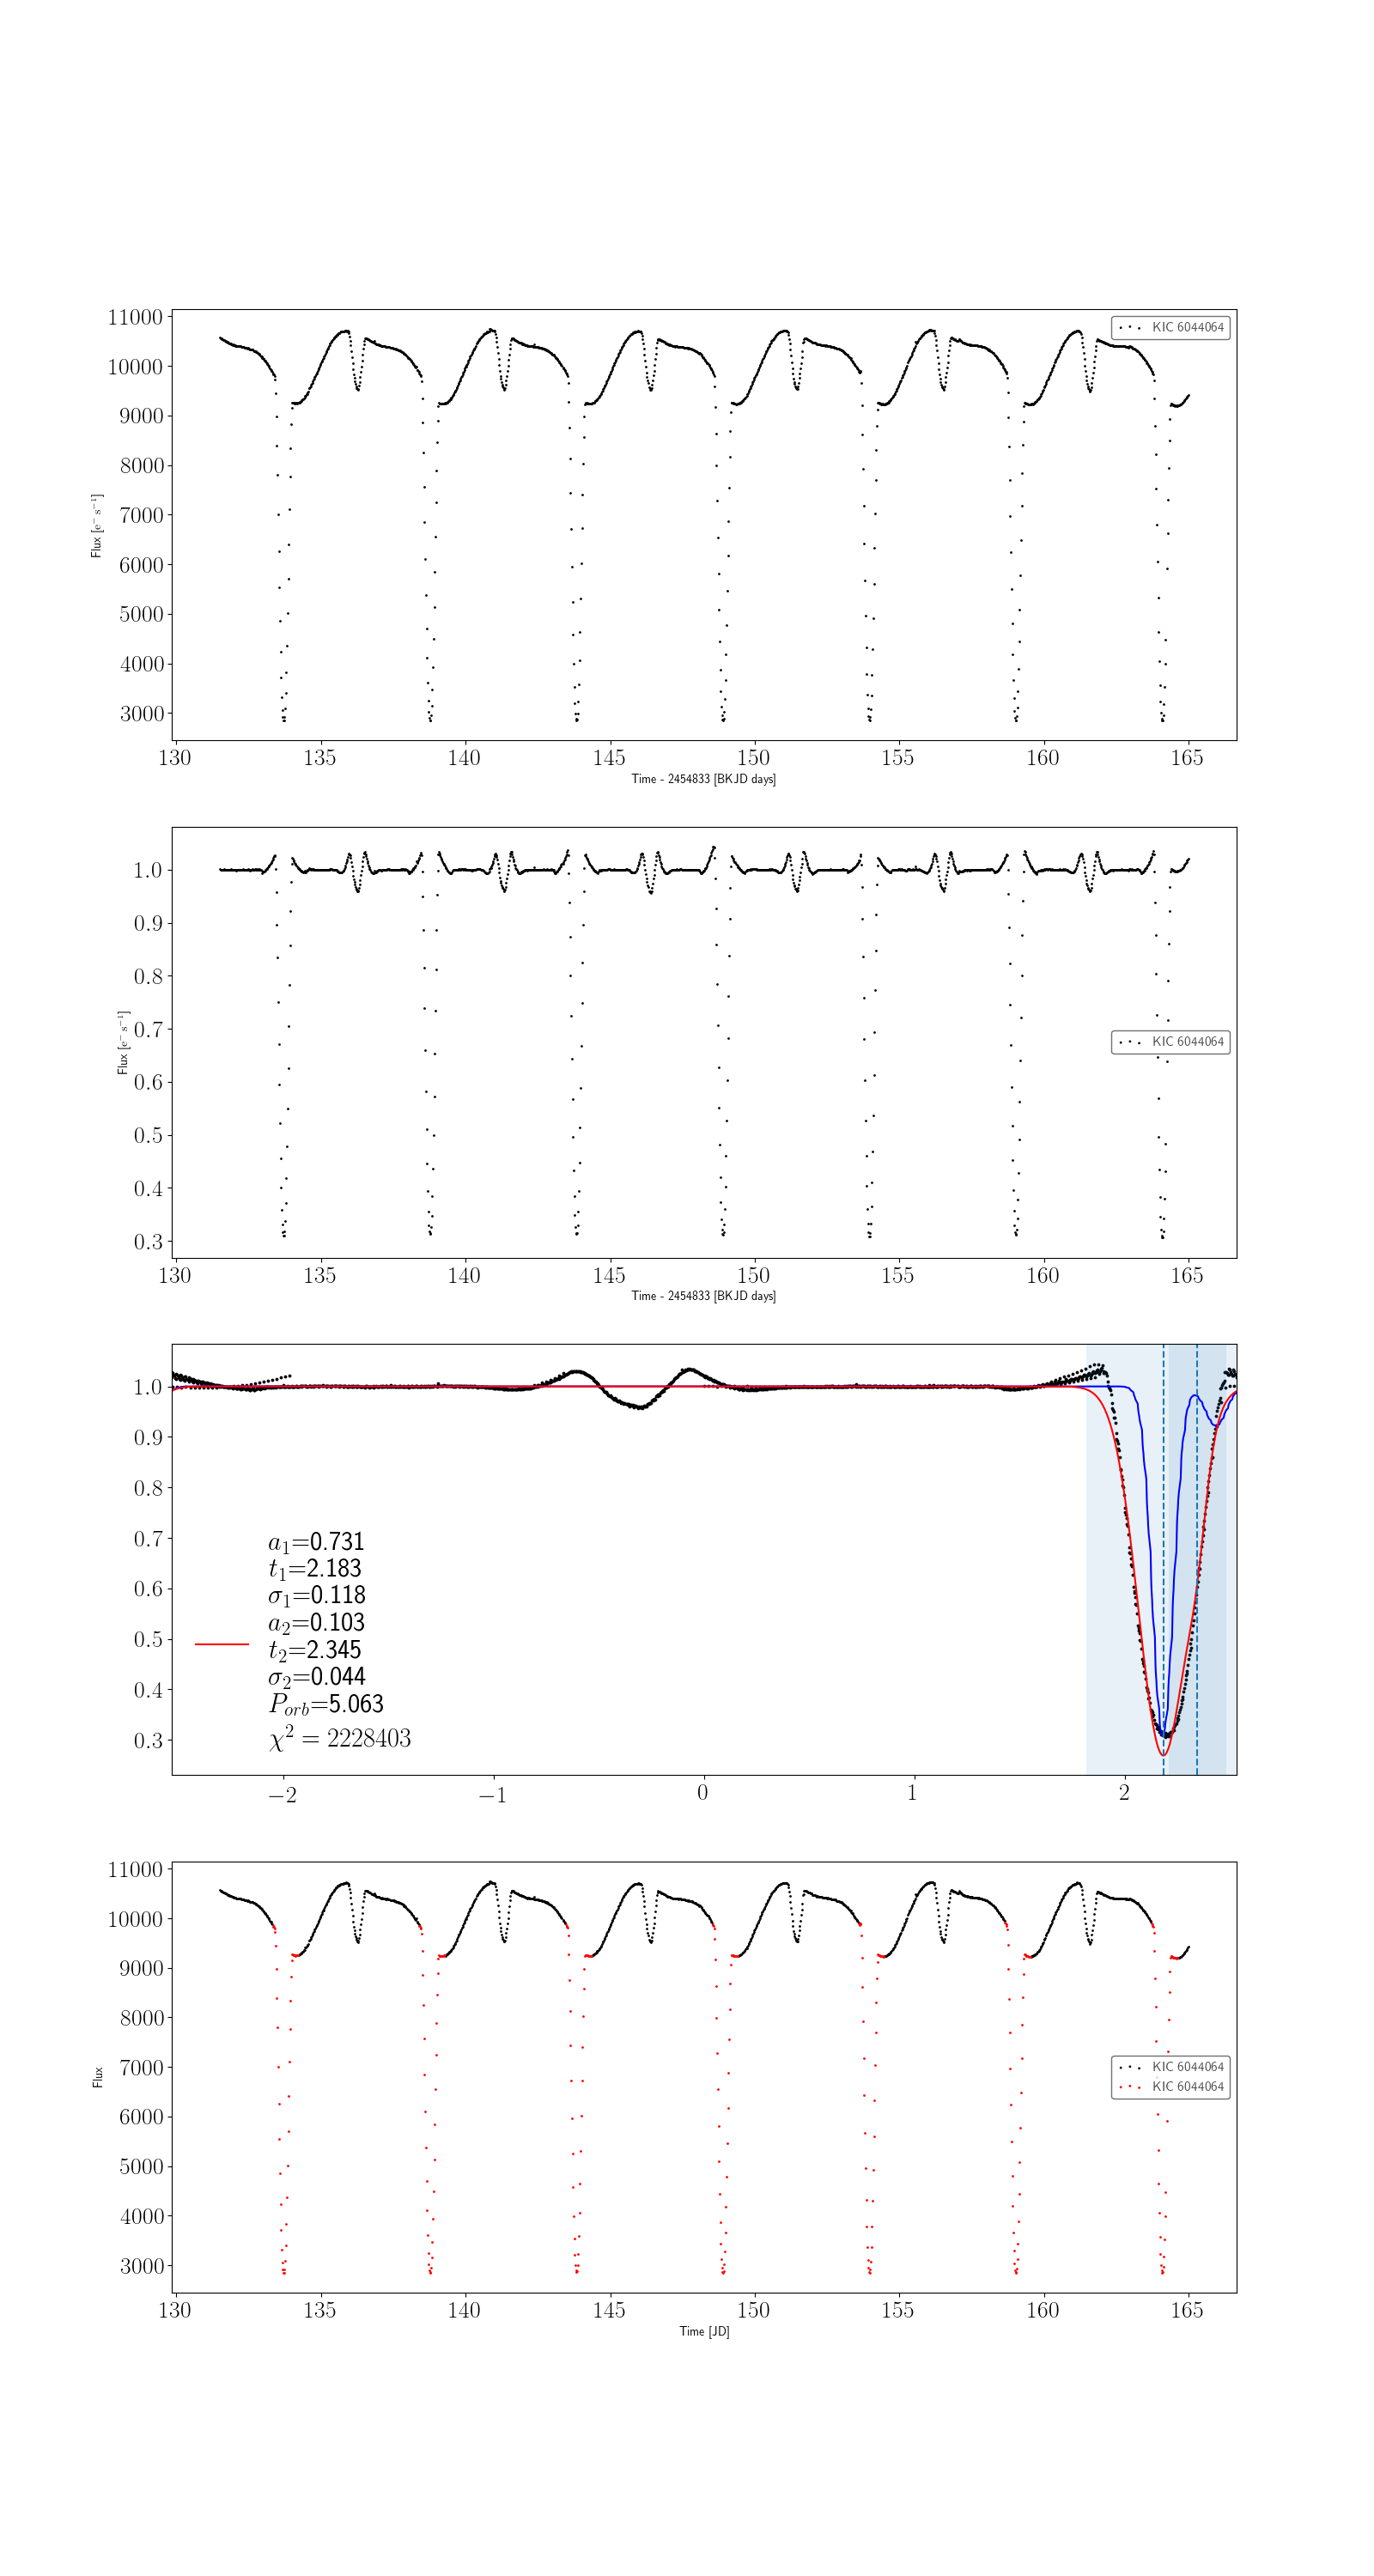 11000
10000
9000
8000
7000
6000
5000
4000
3000
Flux [e⁻ s⁻¹]
KIC 6044064
130 135 140 145 150 155 160 165
Time - 2454833 [BKJD days]
1.0
0.9
0.8
0.7
0.6
0.5
0.4
0.3
Flux [e⁻ s⁻¹]
KIC 6044064
130 135 140 145 150 155 160 165
Time - 2454833 [BKJD days]
1.0
0.9
0.8
0.7
0.6
0.5
0.4
0.3
a₁=0.731
t₁=2.183
σ₁=0.118
a₂=0.103
t₂=2.345
σ₂=0.044
P_orb=5.063
χ² = 2228403
−2 −1 0 1 2
11000
10000
9000
8000
7000
6000
5000
4000
3000
Flux
KIC 6044064
KIC 6044064
130 135 140 145 150 155 160 165
Time [JD]